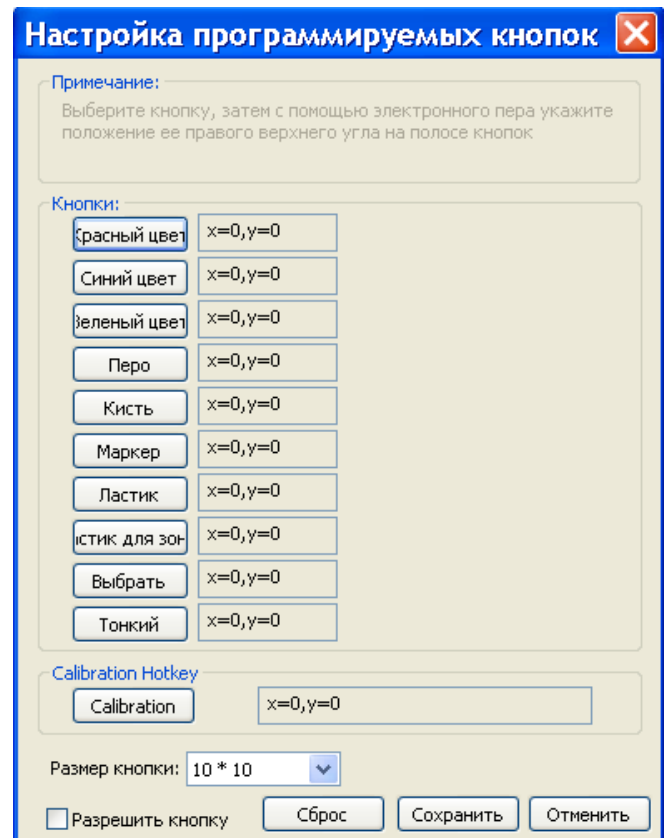 Настройка программируемых кнопок
Примечание:
Выберите кнопку, затем с помощью электронного пера укажите
положение ее правого верхнего угла на полосе кнопок
Кнопки:
Красный цвет x=0,y=0
Синий цвет x=0,y=0
Зеленый цвет x=0,y=0
Перо x=0,y=0
Кисть x=0,y=0
Маркер x=0,y=0
Ластик x=0,y=0
астик для зон x=0,y=0
Выбрать x=0,y=0
Тонкий x=0,y=0
Calibration Hotkey
Calibration x=0,y=0
Размер кнопки: 10 * 10
Разрешить кнопку Сброс Сохранить Отменить